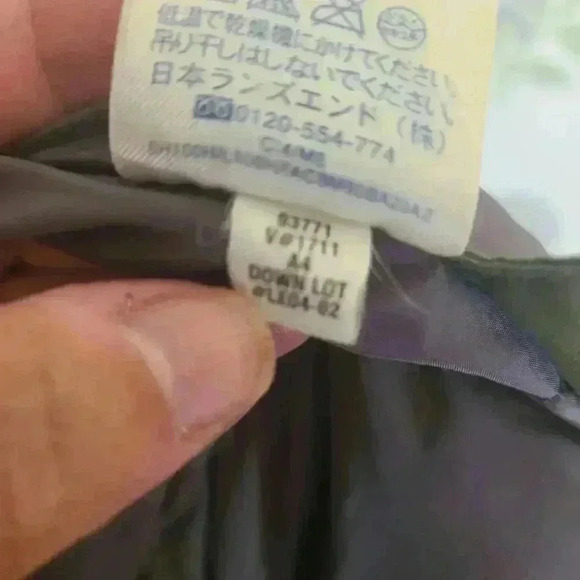 低温で乾燥機にかけてください。
吊り干しはしないでください。
日本ランズエンド（株）
0120-554-774
C 4 MS
93771
V#1711
A4
DOWN LOT
#LE04-02